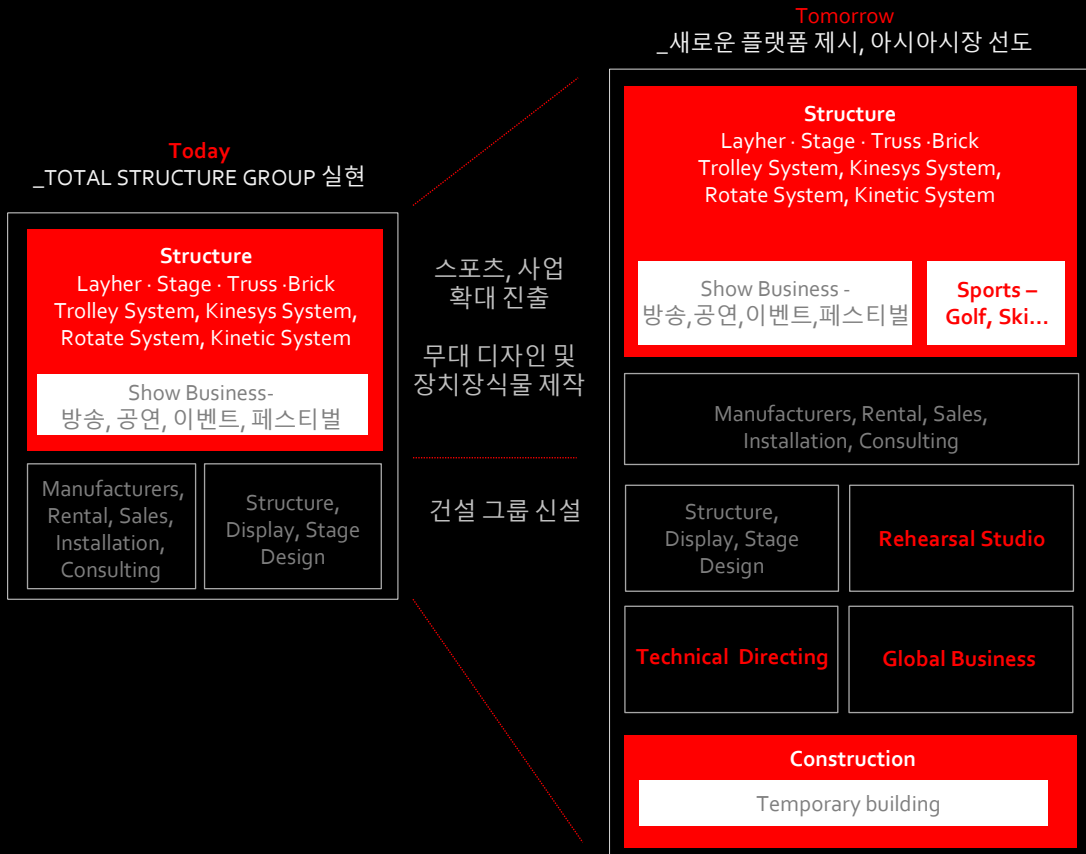 Today
_TOTAL STRUCTURE GROUP 실현
Structure
Layher · Stage · Truss ·Brick
Trolley System, Kinesys System,
Rotate System, Kinetic System
Show Business-
방송, 공연, 이벤트, 페스티벌
Manufacturers,
Rental, Sales,
Installation,
Consulting
Structure,
Display, Stage
Design
스포츠, 사업
확대 진출
무대 디자인 및
장치장식물 제작
건설 그룹 신설
Tomorrow
_새로운 플랫폼 제시, 아시아시장 선도
Structure
Layher · Stage · Truss ·Brick
Trolley System, Kinesys System,
Rotate System, Kinetic System
Show Business -
방송,공연,이벤트,페스티벌
Sports –
Golf, Ski...
Manufacturers, Rental, Sales,
Installation, Consulting
Structure,
Display, Stage
Design
Rehearsal Studio
Technical  Directing
Global Business
Construction
Temporary building